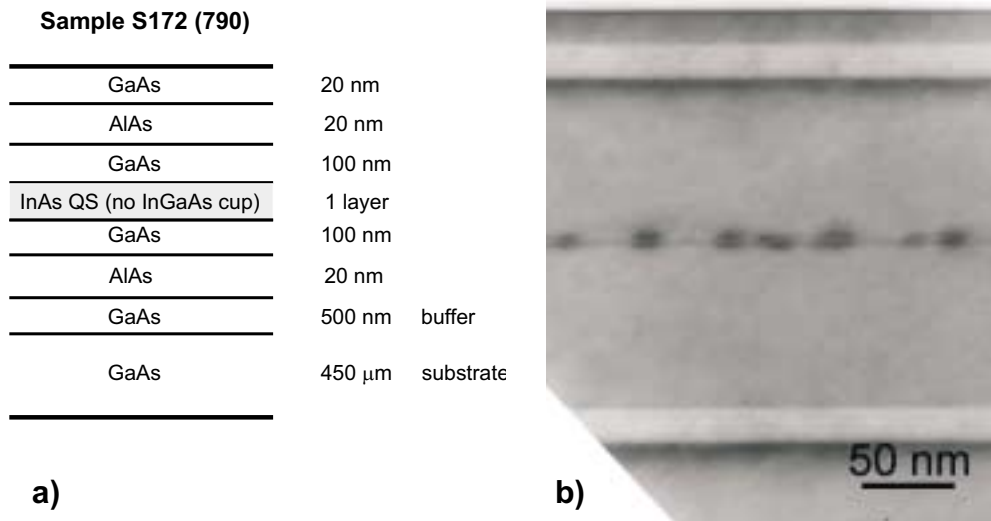 Sample S172 (790)
GaAs 20 nm
AlAs 20 nm
GaAs 100 nm
InAs QS (no InGaAs cup) 1 layer
GaAs 100 nm
AlAs 20 nm
GaAs 500 nm buffer
GaAs 450 μm substrate
50 nm
a) b)